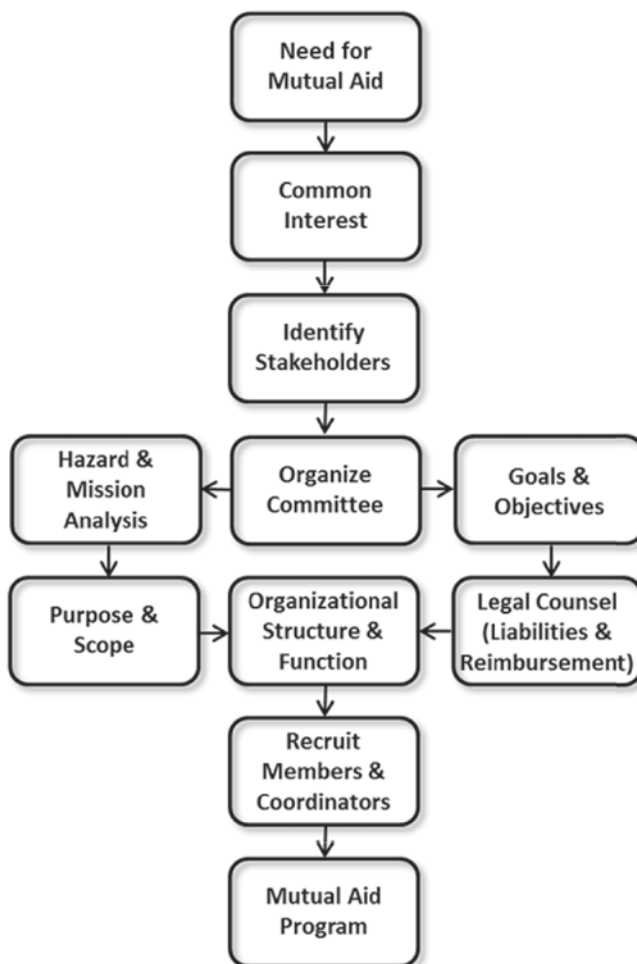 Need for
Mutual Aid
Common
Interest
Identify
Stakeholders
Hazard &
Mission
Analysis
Organize
Committee
Goals &
Objectives
Purpose &
Scope
Organizational
Structure &
Function
Legal Counsel
(Liabilities &
Reimbursement)
Recruit
Members &
Coordinators
Mutual Aid
Program